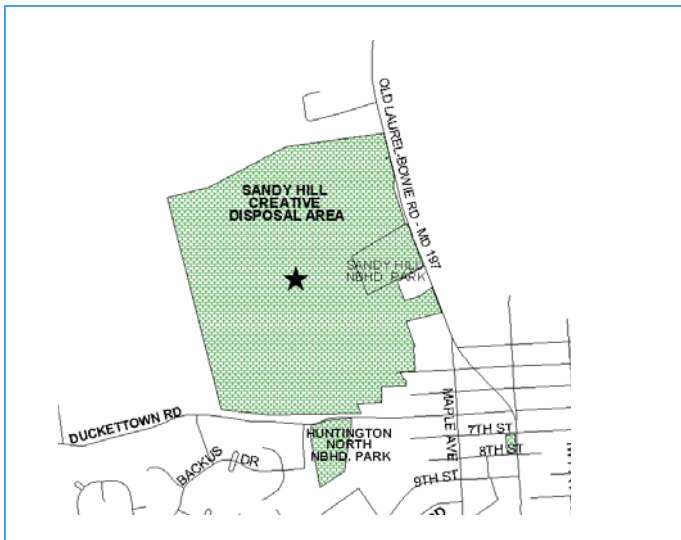 OLD LAUREL-BOWIE RD - MD 197
SANDY HILL
CREATIVE
DISPOSAL AREA
SANDY HILL
NBHD. PARK
DUCKETTOWN RD
HUNTINGTON
NORTH
NBHD. PARK
MAPLE AVE
7TH ST
8TH ST
9TH ST
BACKUS
DR